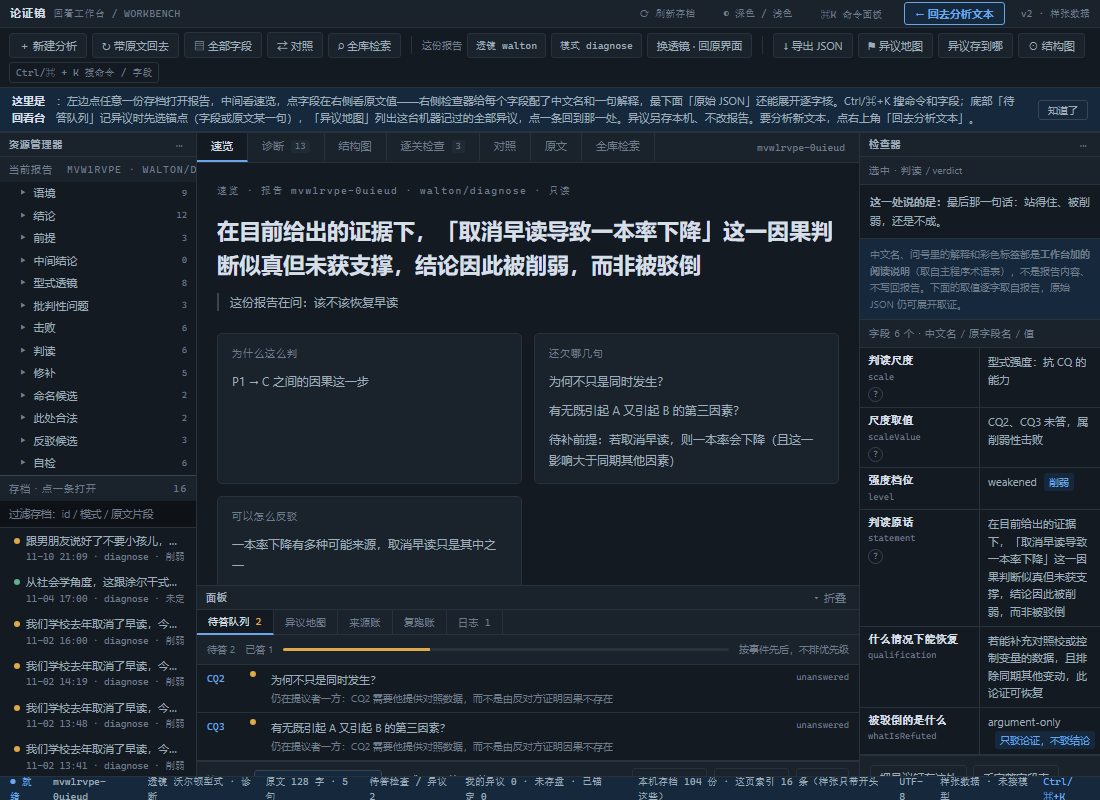 论证镜 回看工作台 / WORKBENCH ⟳ 刷新存档 ◐ 深色 / 浅色 ⌘K 命令面板 ← 回去分析文本 v2 · 样张数据
+ 新建分析 ↻ 带原文回去 ▤ 全部字段 ⇄ 对照 ⌕ 全库检索 这份报告 透镜 walton 模式 diagnose 换透镜 · 回原界面 ↓ 导出 JSON ⚑ 异议地图 异议存到哪 ⊙ 结构图
Ctrl/⌘ + K 搜命令 / 字段
这里是回看台 : 左边点任意一份存档打开报告，中间看速览，点字段在右侧看原文值——右侧检查器给每个字段配了中文名和一句解释，是下面「原始 JSON」还能展开逐字核。Ctrl/⌘+K 搜命令和字段；底部「待
答队列」记异议时先选锚点（字段或原文某一句），「异议地图」列出这台机器记过的全部异议，点一条回到那一处。异议另存本机、不改报告。要分析新文本，点右上角「回去分析文本」。 知道了
资源管理器 …
当前报告 MVW1RVPE · WALTON/D
▸ 语境 9
▸ 结论 12
▸ 前提 3
▸ 中间结论 0
▸ 型式透镜 8
▸ 批判性问题 3
▸ 击败 6
▸ 判读 6
▸ 修补 5
▸ 命名候选 2
▸ 此处合法 2
▸ 反驳候选 3
▸ 自检 6
存档 · 点一条打开 16
过滤存档：id / 模式 / 原文片段
跟男朋友说好了不要小孩儿，…
11-10 21:09 · diagnose · 削弱
从社会学角度，这跟涂尔干式…
11-04 17:00 · diagnose · 未定
我们学校去年取消了早读，今…
11-02 16:00 · diagnose · 削弱
我们学校去年取消了早读，今…
11-02 14:19 · diagnose · 削弱
我们学校去年取消了早读，今…
11-02 13:48 · diagnose · 削弱
我们学校去年取消了早读，今…
11-02 13:41 · diagnose · 削弱
速览 诊断 13 结构图 逐关检查 3 对照 原文 全库检索 mvw1rvpe-0uieud
速览 · 报告 mvw1rvpe-0uieud · walton/diagnose · 只读
在目前给出的证据下，「取消早读导致一本率下降」这一因果判
断似真但未获支撑，结论因此被削弱，而非被驳倒
这份报告在问：该不该恢复早读
为什么这么判
P1 → C 之间的因果这一步
还欠哪几句
为何不只是同时发生？
有无既引起 A 又引起 B 的第三因素？
待补前提：若取消早读，则一本率会下降（且这一
影响大于同期其他因素）
可以怎么反驳
一本率下降有多种可能来源，取消早读只是其中之
一
面板 折叠
待答队列 2 异议地图 来源账 复跑账 日志 1
待答 2 已答 1 按事件先后，不排优先级
CQ2 为何不只是同时发生？ unanswered
仍在提议者一方：CQ2 需要他提供对照数据，而不是由反对方证明因果不存在
CQ3 有无既引起 A 又引起 B 的第三因素？ unanswered
仍在提议者一方：CQ2 需要他提供对照数据，而不是由反对方证明因果不存在
检查器 …
选中 · 判读 / verdict
这一处说的是：最后那一句话：站得住、被削
弱，还是不成。
中文名、问号里的解释和彩色标签都是工作台加的
阅读说明（取自主程序术语表），不是报告内容、
不写回报告。下面的取值逐字取自报告，原始
JSON 仍可展开取证。
字段 6 个 · 中文名 / 原字段名 / 值
判读尺度
scale
?
型式强度：抗 CQ 的
能力
尺度取值
scaleValue
?
CQ2、CQ3 未答，属
削弱性击败
强度档位
level
weakened 削弱
判读原话
statement
?
在目前给出的证据
下，「取消早读导致
一本率下降」这一因
果判断似真但未获支
撑，结论因此被削
弱，而非被驳倒
什么情况下能恢复
qualification
若能补充对照校或控
制变量的数据，且排
除同期其他变动，此
论证可恢复
被驳倒的是什么
whatIsRefuted
argument-only
只驳论证，不驳结论
● 就绪 mvw1rvpe-0uieud 透镜 沃尔顿型式 · 诊断 原文 128 字 · 5 句 待答检查 / 异议 2 我的异议 0 · 未存盘 · 已锚定 0 本机存档 104 份 · 这页索引 16 条（样张只带开头这些） UTF-8 样张数据 · 未接模型 Ctrl/⌘+K